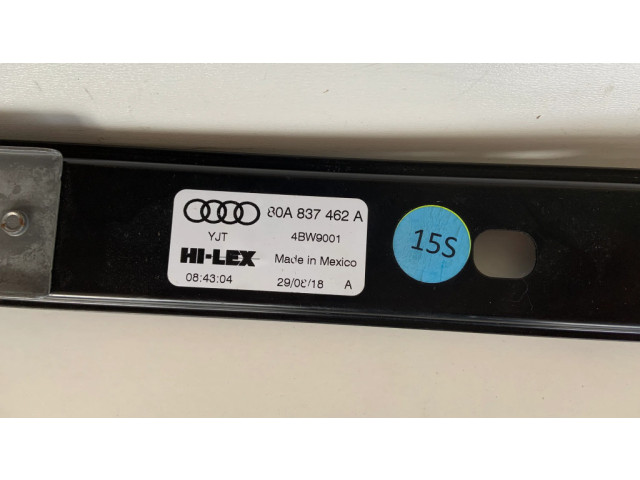 80A 837 462 A
YJT 4BW9001
HI-LEX Made in Mexico
08:43:04 29/08/18 A
15S